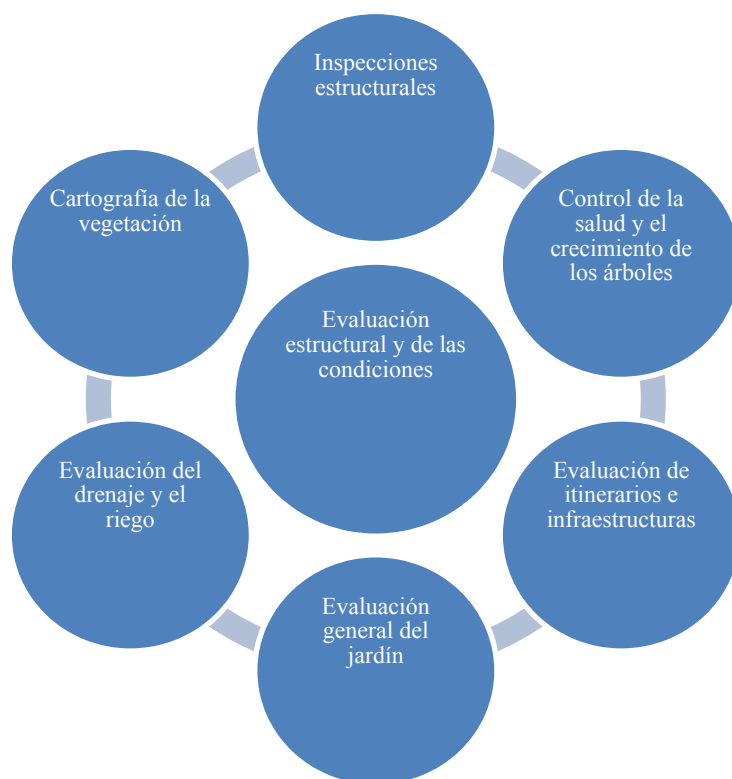 Inspecciones
estructurales
Control de la
salud y el
crecimiento de
los árboles
Evaluación de
itinerarios e
infraestructuras
Evaluación
general del
jardín
Evaluación del
drenaje y el
riego
Cartografía de la
vegetación
Evaluación
estructural y de las
condiciones